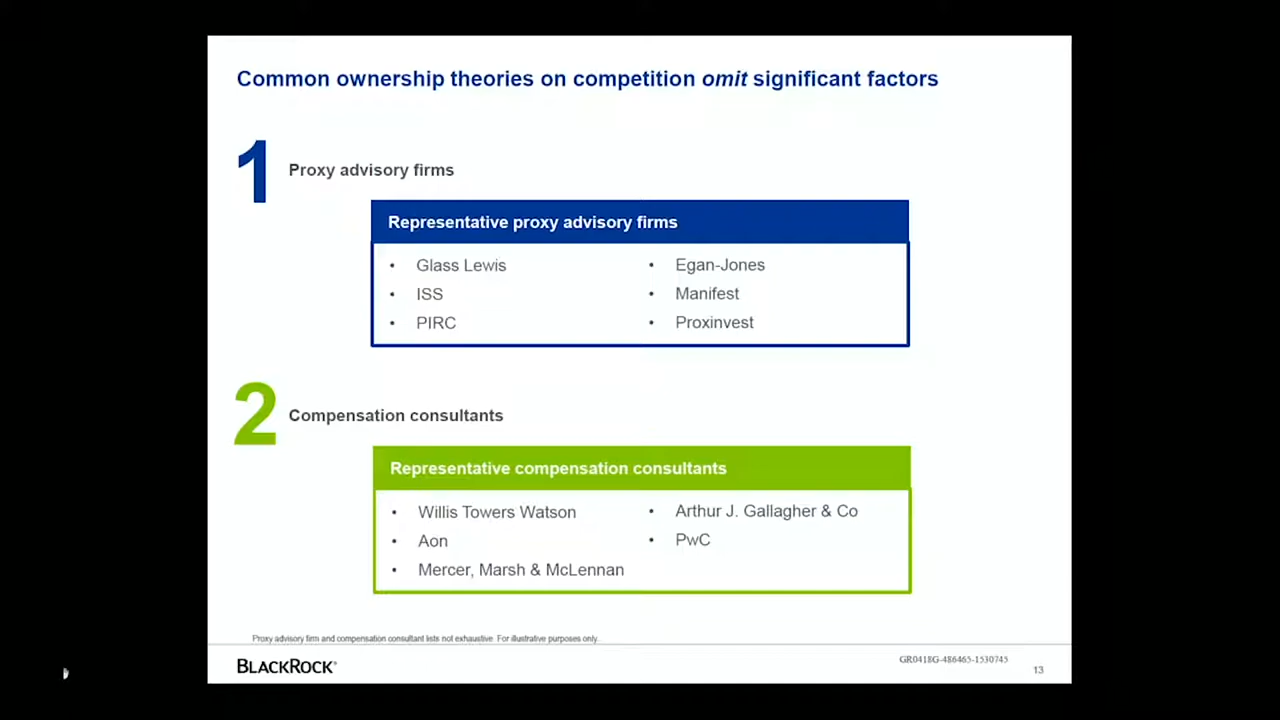 Common ownership theories on competition omit significant factors
1
Proxy advisory firms
Representative proxy advisory firms
• Glass Lewis
• ISS
• PIRC
• Egan-Jones
• Manifest
• Proxinvest
2
Compensation consultants
Representative compensation consultants
• Willis Towers Watson
• Aon
• Mercer, Marsh & McLennan
• Arthur J. Gallagher & Co
• PwC
Proxy advisory firm and compensation consultant lists not exhaustive. For illustrative purposes only.
BLACKROCK®
GR0418G-486465-1530745
13